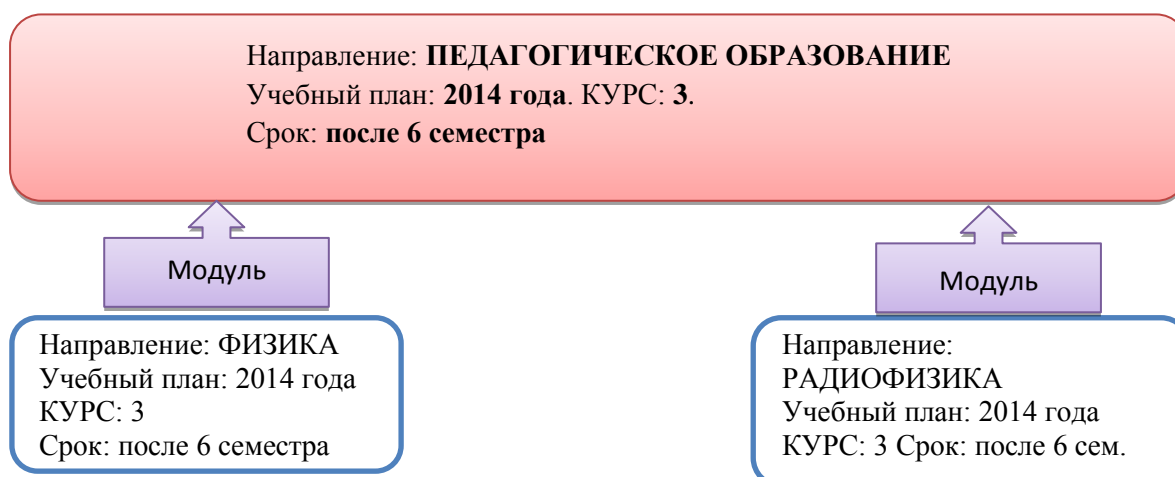 Направление: ПЕДАГОГИЧЕСКОЕ ОБРАЗОВАНИЕ
Учебный план: 2014 года. КУРС: 3.
Срок: после 6 семестра
Модуль
Модуль
Направление: ФИЗИКА
Учебный план: 2014 года
КУРС: 3
Срок: после 6 семестра
Направление:
РАДИОФИЗИКА
Учебный план: 2014 года
КУРС: 3 Срок: после 6 сем.